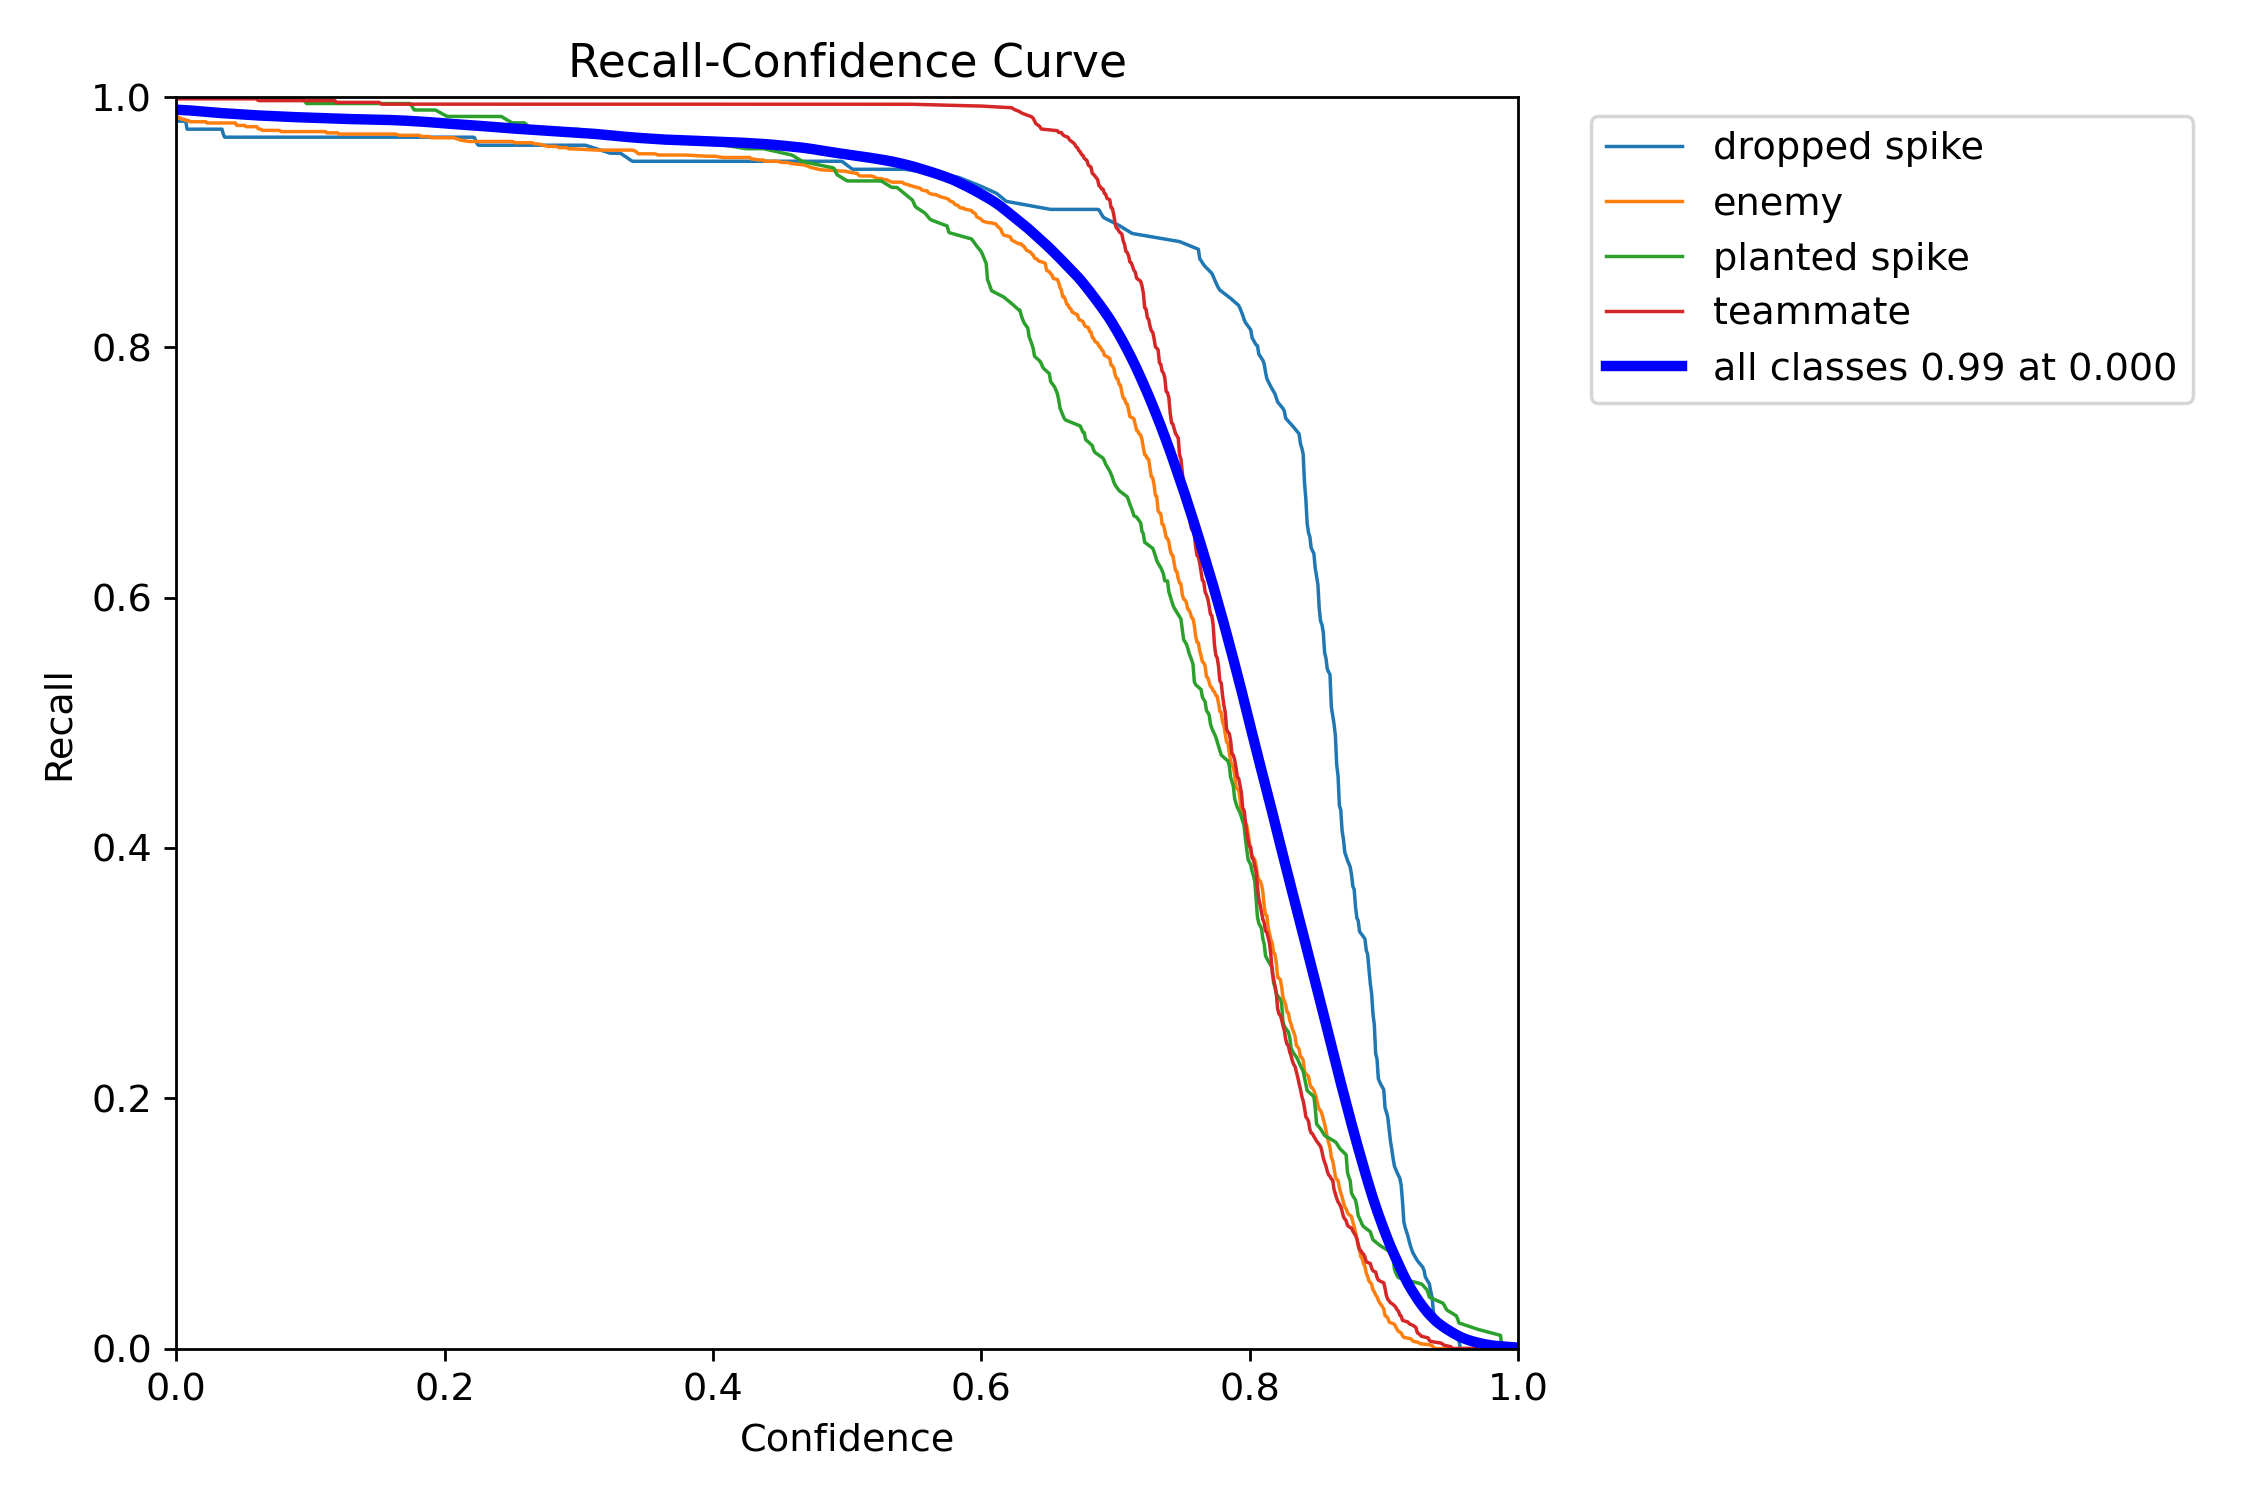 Recall-Confidence Curve
1.0
0.8
0.6
0.4
0.2
0.0
Recall
0.0 0.2 0.4 0.6 0.8 1.0
Confidence
dropped spike
enemy
planted spike
teammate
all classes 0.99 at 0.000